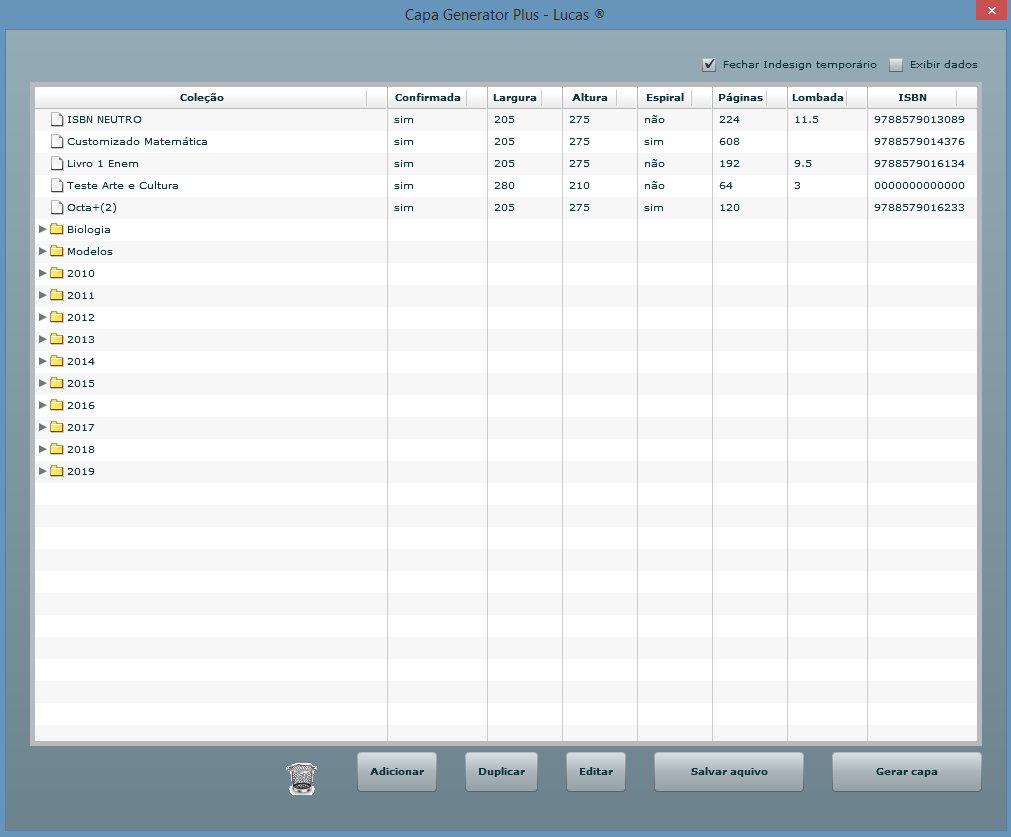 Capa Generator Plus - Lucas ®
Fechar Indesign temporário Exibir dados
Coleção Confirmada Largura Altura Espiral Páginas Lombada ISBN
ISBN NEUTRO sim 205 275 não 224 11.5 9788579013089
Customizado Matemática sim 205 275 sim 608 9788579014376
Livro 1 Enem sim 205 275 não 192 9.5 9788579016134
Teste Arte e Cultura sim 280 210 não 64 3 0000000000000
Octa+(2) sim 205 275 sim 120 9788579016233
Biologia
Modelos
2010
2011
2012
2013
2014
2015
2016
2017
2018
2019
Adicionar Duplicar Editar Salvar aquivo Gerar capa